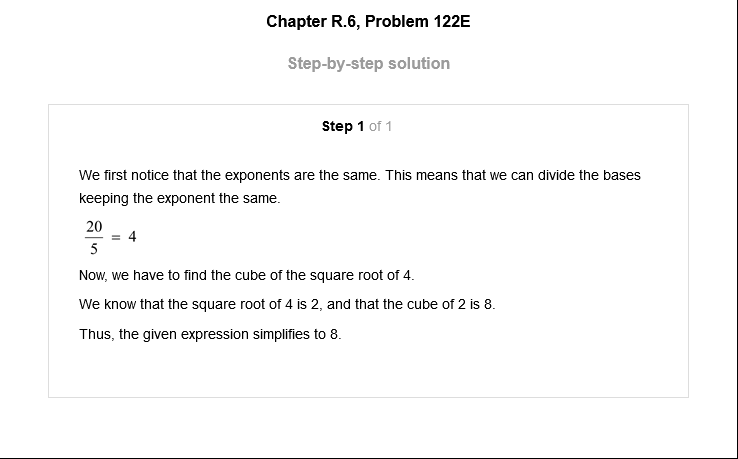 Chapter R.6, Problem 122E
Step-by-step solution
Step 1 of 1
We first notice that the exponents are the same. This means that we can divide the bases
keeping the exponent the same.
20
5
= 4
Now, we have to find the cube of the square root of 4.
We know that the square root of 4 is 2, and that the cube of 2 is 8.
Thus, the given expression simplifies to 8.